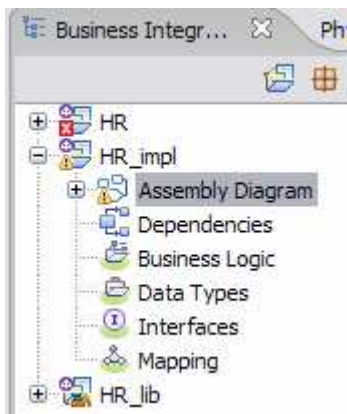 Business Integr... Ph
HR
HR_impl
Assembly Diagram
Dependencies
Business Logic
Data Types
Interfaces
Mapping
HR_lib